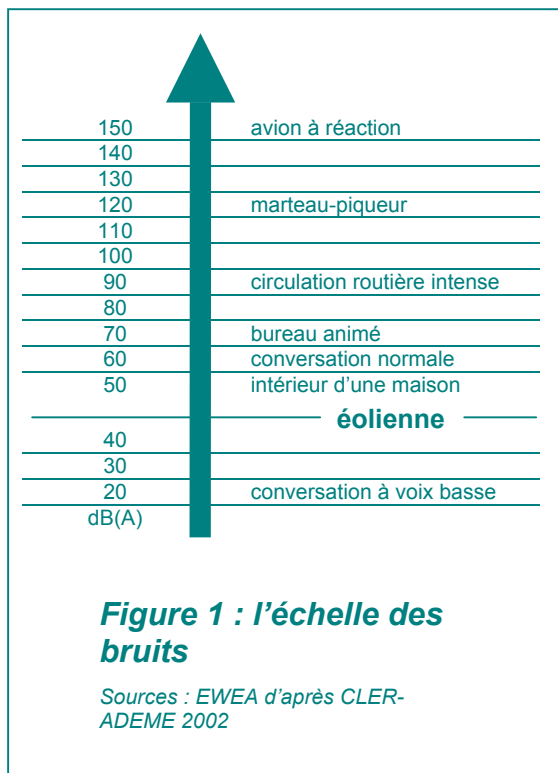 150 avion à réaction
140
130
120 marteau-piqueur
110
100
90 circulation routière intense
80
70 bureau animé
60 conversation normale
50 intérieur d'une maison
éolienne
40
30
20 conversation à voix basse
dB(A)
Figure 1 : l'échelle des
bruits
Sources : EWEA d'après CLER-
ADEME 2002